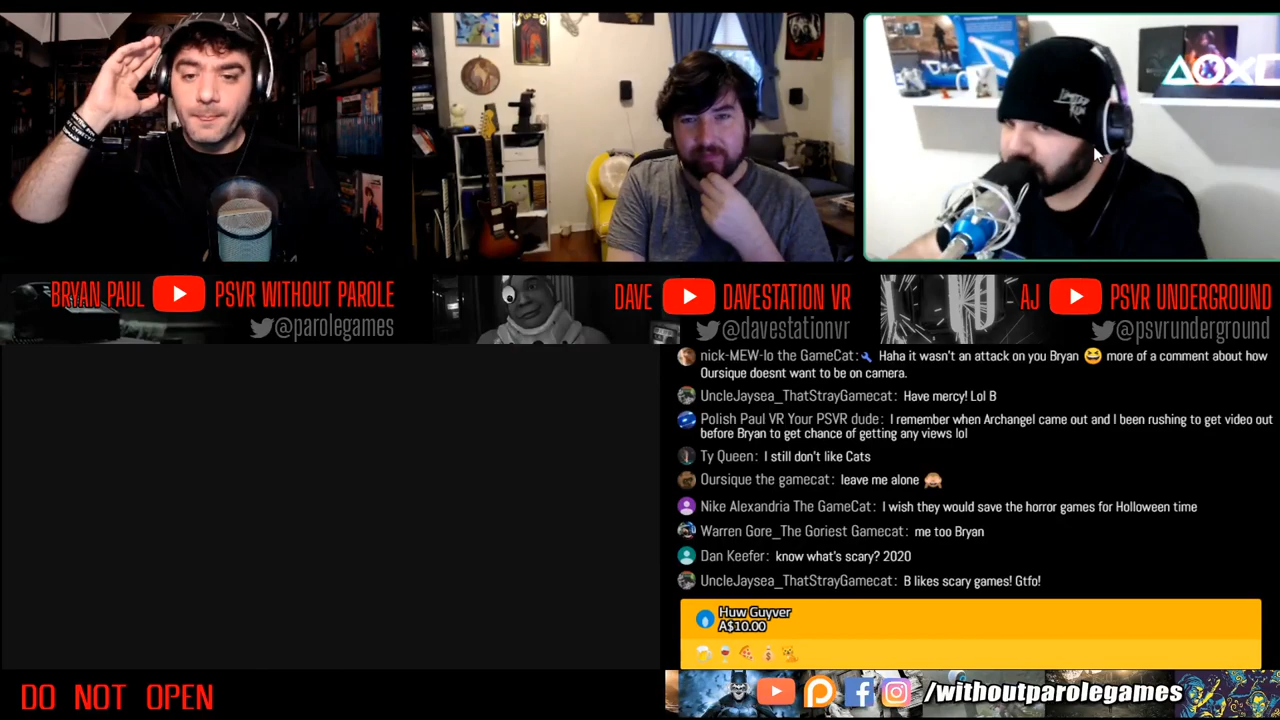 BRYAN PAUL PSVR WITHOUT PAROLE
@parolegames
DAVE DAVESTATION VR
@davestationvr
AJ PSVR UNDERGROUND
@psvrunderground
nick-MEW-lo the GameCat: Haha it wasn't an attack on you Bryan 😆 more of a comment about how
Oursique doesnt want to be on camera.
UncleJaysea_ThatStrayGamecat: Have mercy! Lol B
Polish Paul VR Your PSVR dude: I remember when Archangel came out and I been rushing to get video out
before Bryan to get chance of getting any views lol
Ty Queen: I still don't like Cats
Oursique the gamecat: leave me alone 🙈
Nike Alexandria The GameCat: I wish they would save the horror games for Holloween time
Warren Gore_The Goriest Gamecat: me too Bryan
Dan Keefer: know what's scary? 2020
UncleJaysea_ThatStrayGamecat: B likes scary games! Gtfo!
Huw Guyver
A$10.00
DO NOT OPEN
/withoutparolegames